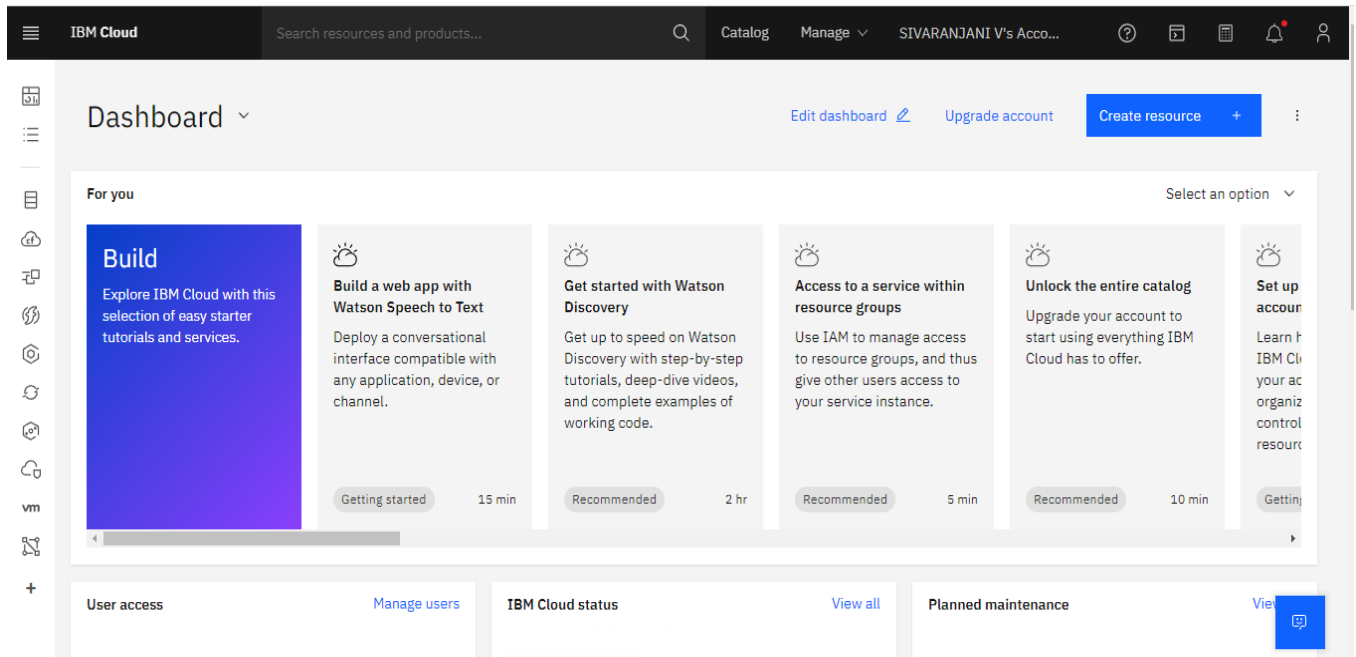 IBM Cloud
Search resources and products...
Catalog
Manage
SIVARANJANI V's Acco...
Dashboard
Edit dashboard
Upgrade account
Create resource +
For you
Select an option
Build
Explore IBM Cloud with this
selection of easy starter
tutorials and services.
Build a web app with
Watson Speech to Text
Deploy a conversational
interface compatible with
any application, device, or
channel.
Getting started
15 min
Get started with Watson
Discovery
Get up to speed on Watson
Discovery with step-by-step
tutorials, deep-dive videos,
and complete examples of
working code.
Recommended
2 hr
Access to a service within
resource groups
Use IAM to manage access
to resource groups, and thus
give other users access to
your service instance.
Recommended
5 min
Unlock the entire catalog
Upgrade your account to
start using everything IBM
Cloud has to offer.
Recommended
10 min
Set up
accoun
Learn h
IBM Cl
your ac
organiz
control
resourc
Getting
cf
vm
+
User access
Manage users
IBM Cloud status
View all
Planned maintenance
Vie